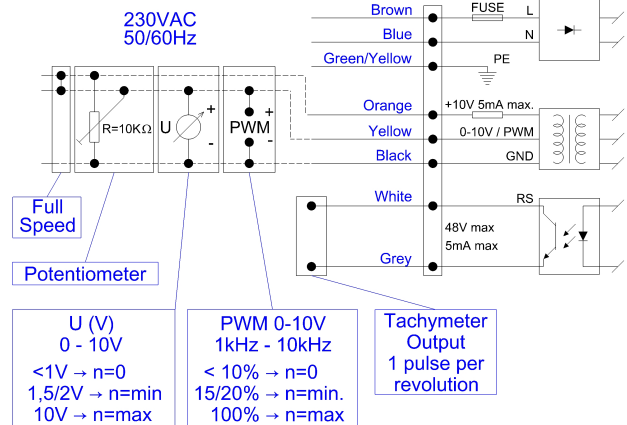 230VAC
50/60Hz
Brown
FUSE
L
Blue
N
Green/Yellow
PE
Orange
+10V 5mA max.
Yellow
0-10V / PWM
Black
GND
R=10KΩ
U
+
-
PWM
+
-
White
RS
48V max
5mA max
Grey
Full
Speed
Potentiometer
U (V)
0 - 10V
<1V → n=0
1,5/2V → n=min
10V → n=max
PWM 0-10V
1kHz - 10kHz
< 10% → n=0
15/20% → n=min.
100% → n=max
Tachymeter
Output
1 pulse per
revolution